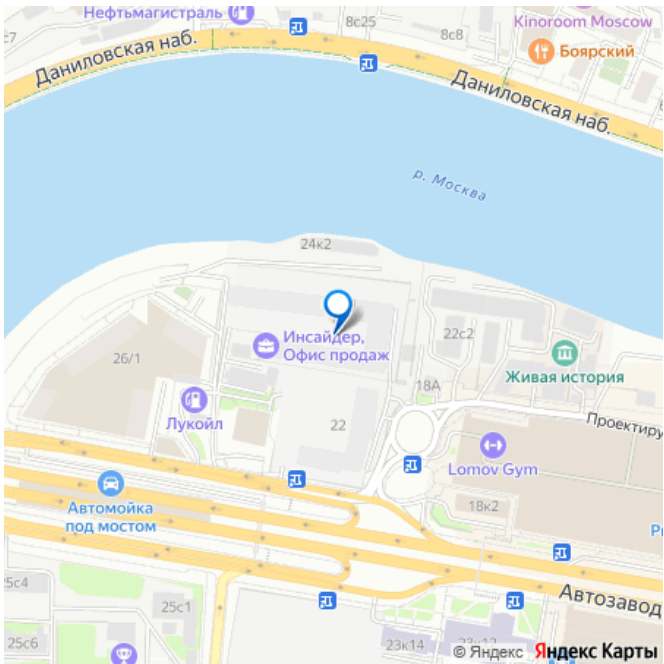 Нефтьмагистраль
8с25
8с8
Kinoroom Moscow
Боярский
с7
Даниловская наб.
Даниловская наб.
р. Москва
24к2
Инсайдер,
Офис продаж
22с2
26/1
Живая история
18А
Лукойл
22
Проектиру
Lomov Gym
Автомойка
под мостом
18к2
Pr
25с4
25с1
Автозавод
25с6
23к14
23к12
© Яндекс Яндекс Карты